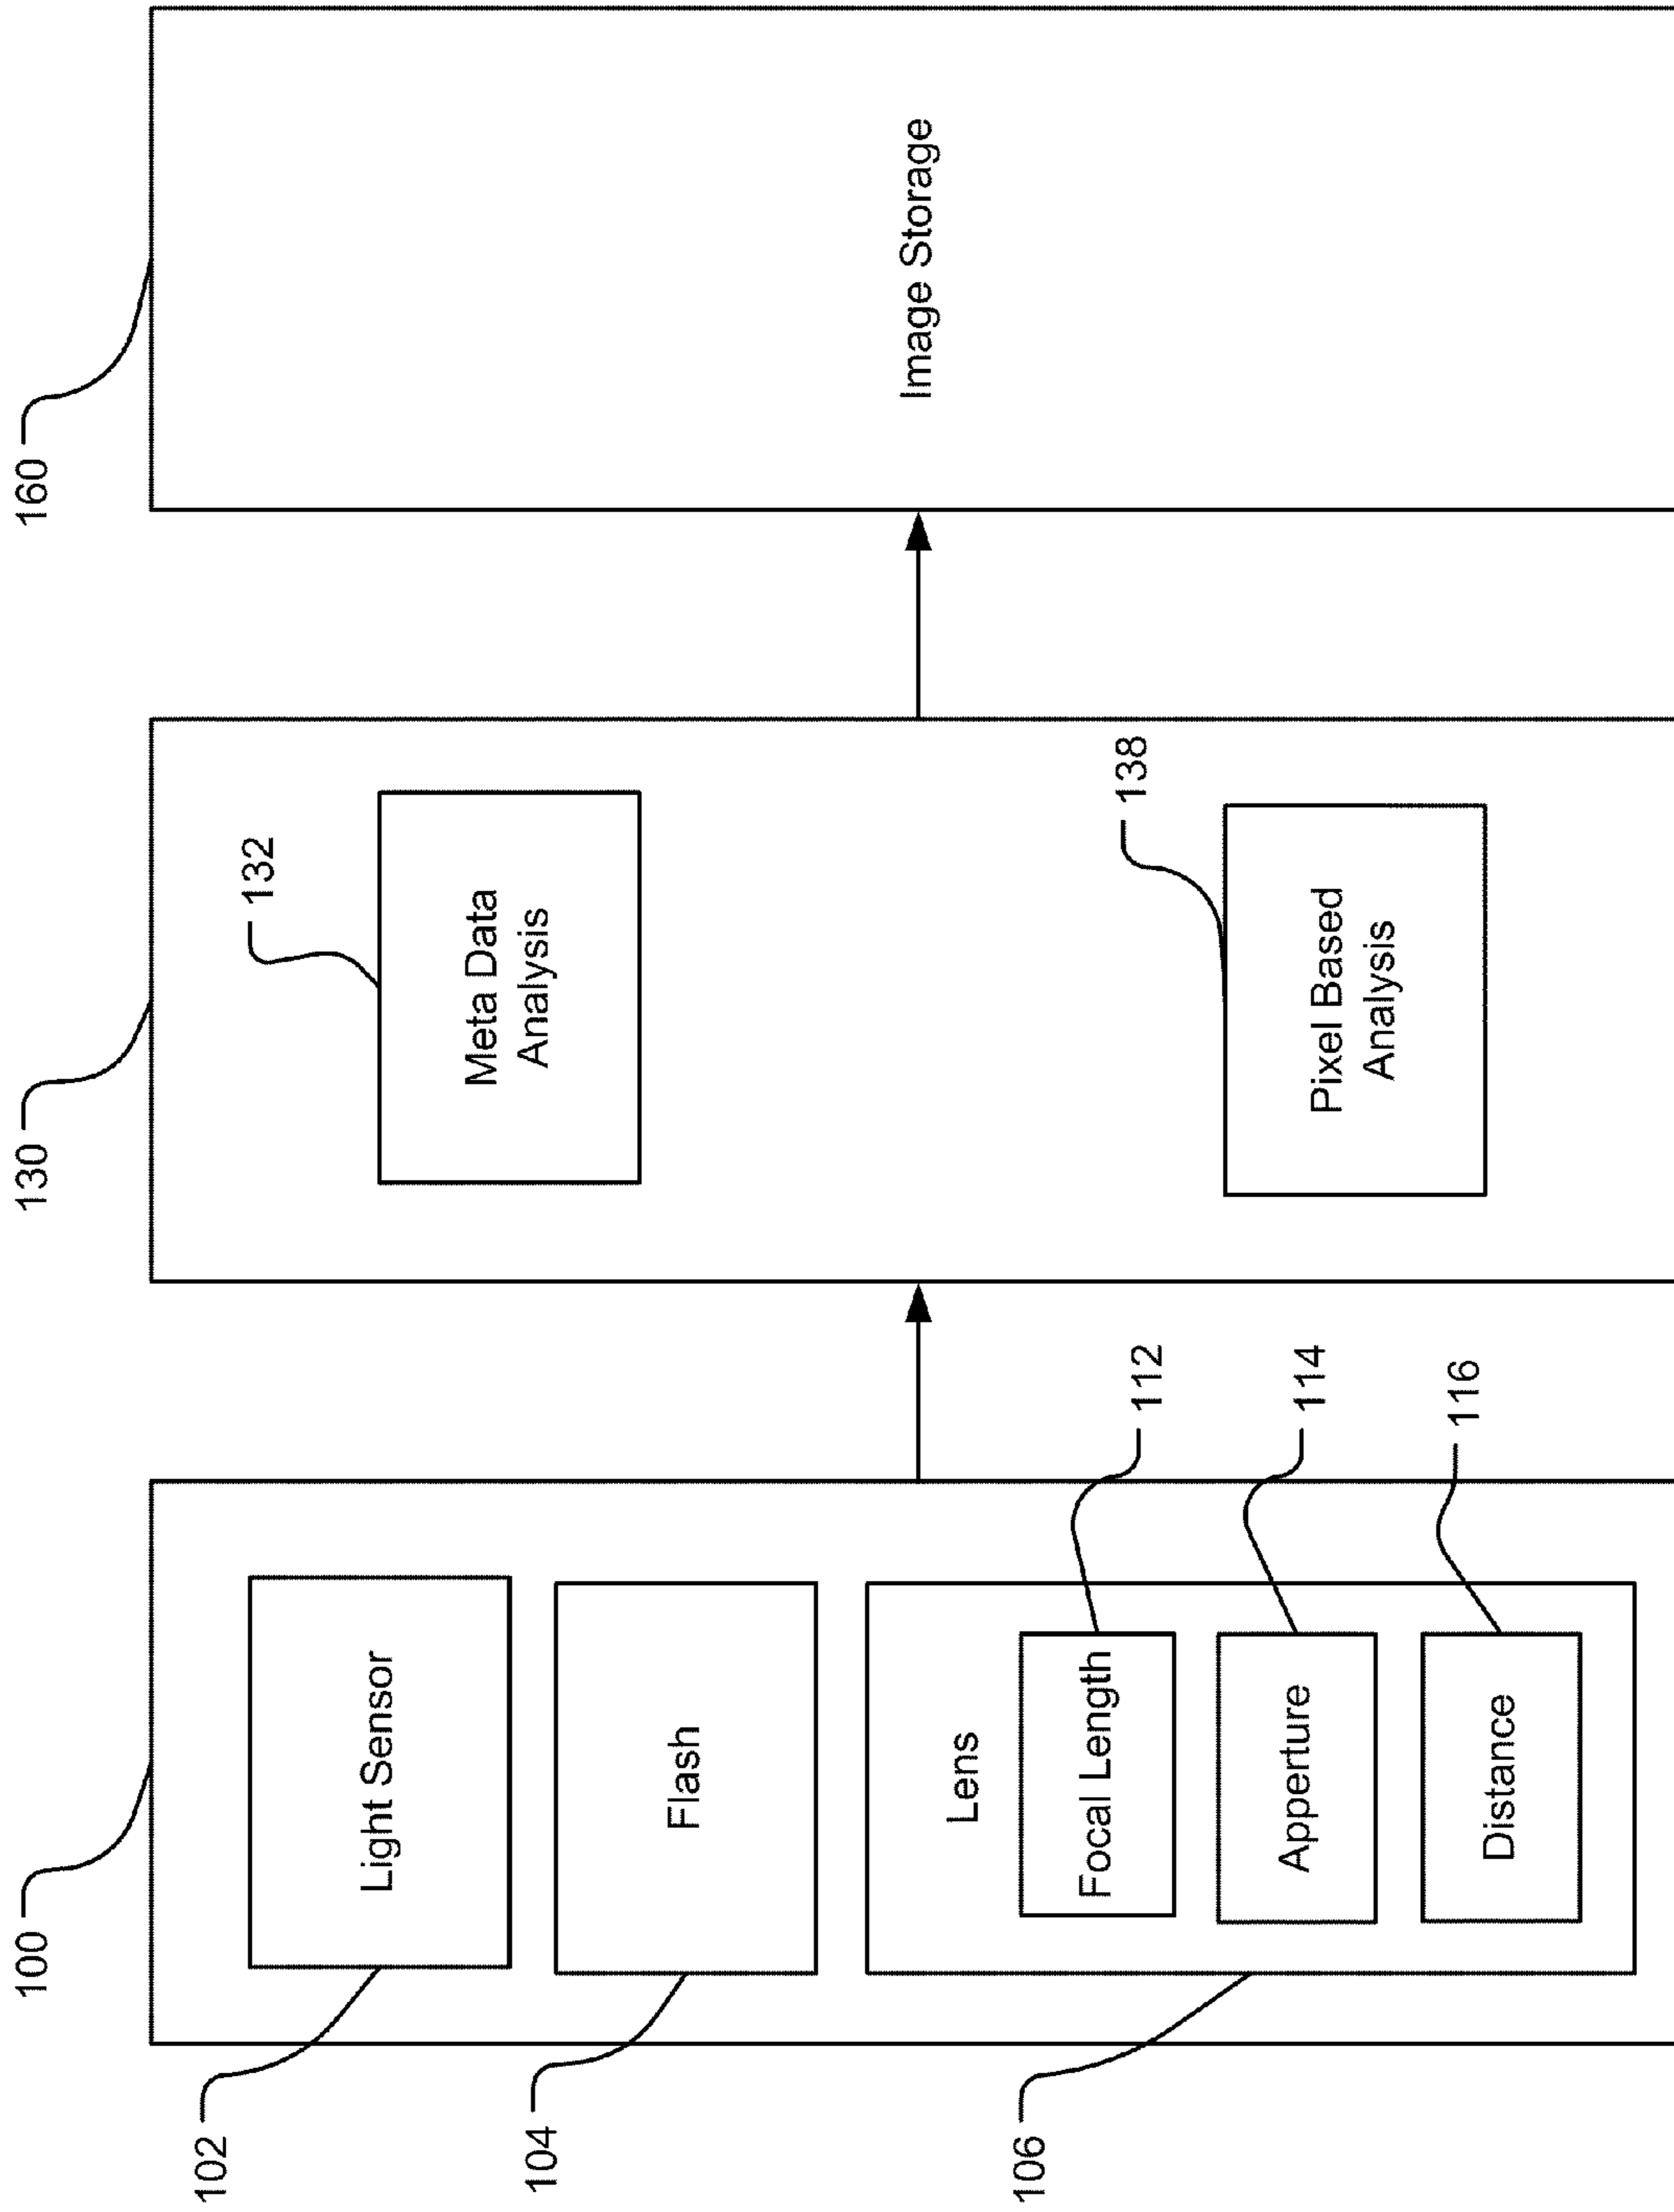 100
102
Light Sensor
104
Flash
106
Lens
Focal Length
112
Apperture
114
Distance
116
130
132
Meta Data
Analysis
138
Pixel Based
Analysis
160
Image Storage